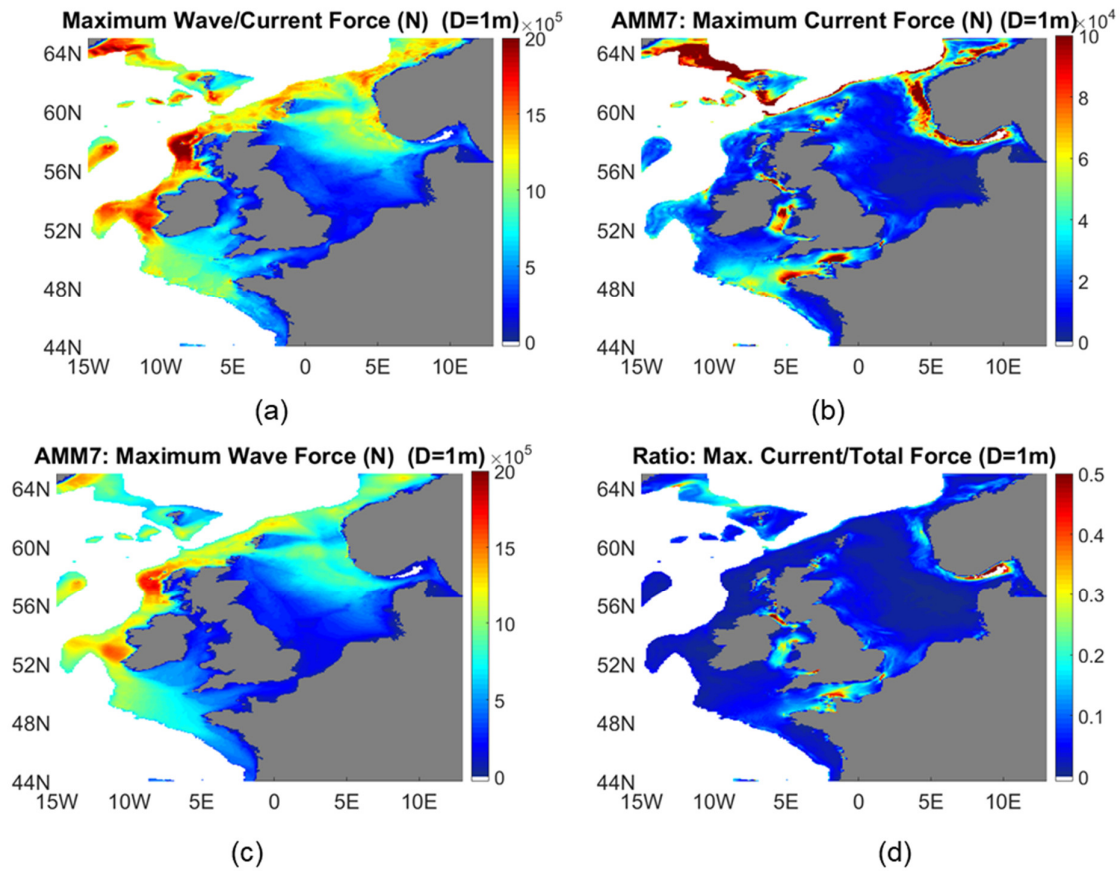 Maximum Wave/Current Force (N) (D=1m)
×10^5
64N
60N
56N
52N
48N
44N
15W
10W
5E
0
5E
10E
20
15
10
5
0
(a)
AMM7: Maximum Current Force (N) (D=1m)
×10^4
64N
60N
56N
52N
48N
44N
15W
10W
5E
0
5E
10E
10
8
6
4
2
0
(b)
AMM7: Maximum Wave Force (N) (D=1m)
×10^5
64N
60N
56N
52N
48N
44N
15W
10W
5E
0
5E
10E
20
15
10
5
0
(c)
Ratio: Max. Current/Total Force (D=1m)
64N
60N
56N
52N
48N
44N
15W
10W
5E
0
5E
10E
0.5
0.4
0.3
0.2
0.1
0
(d)